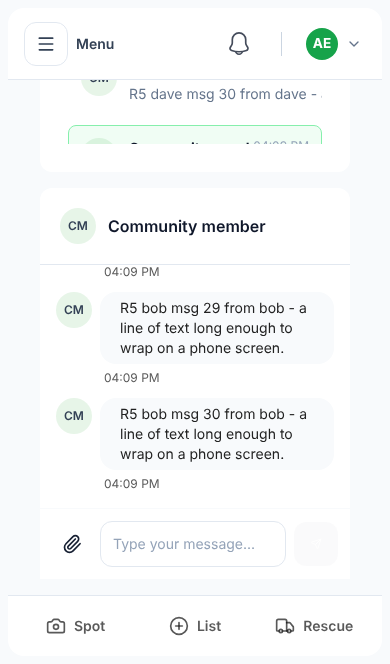 Menu
AE
CM
R5 dave msg 30 from dave -
CM Community member
04:09 PM
CM
R5 bob msg 29 from bob - a
line of text long enough to
wrap on a phone screen.
04:09 PM
CM
R5 bob msg 30 from bob - a
line of text long enough to
wrap on a phone screen.
04:09 PM
Type your message...
Spot
List
Rescue